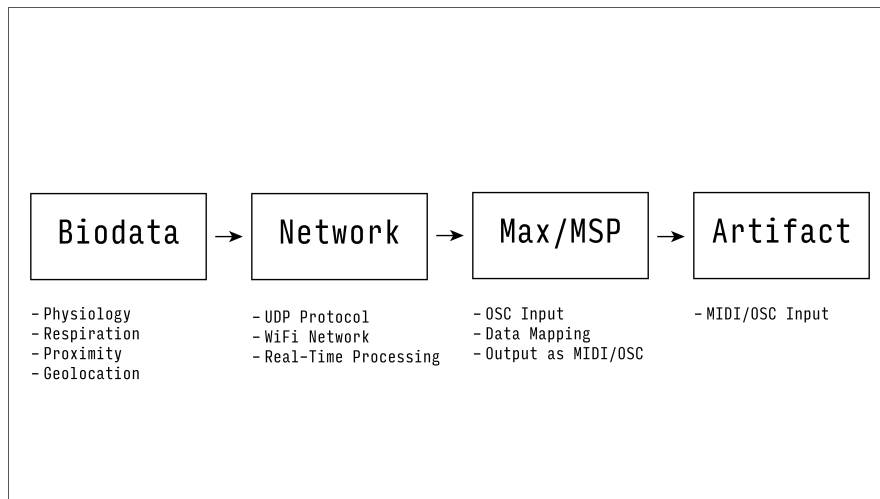 Biodata
Network
Max/MSP
Artifact
– Physiology
– Respiration
– Proximity
– Geolocation
– UDP Protocol
– WiFi Network
– Real-Time Processing
– OSC Input
– Data Mapping
– Output as MIDI/OSC
– MIDI/OSC Input